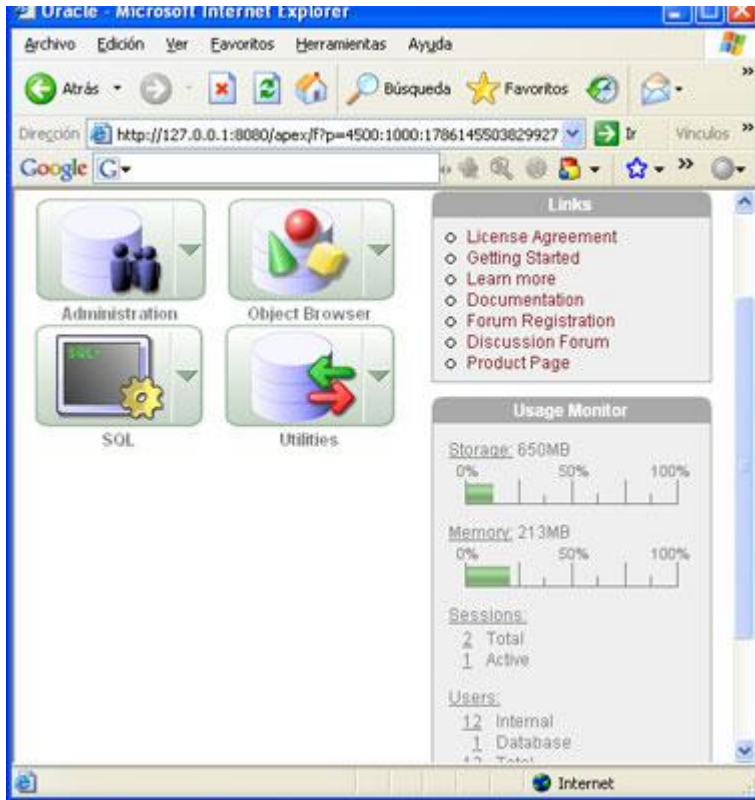 Oracle - Microsoft Internet Explorer
Archivo Edición Ver Favoritos Herramientas Ayuda
Atrás Búsqueda Favoritos »
Dirección http://127.0.0.1:8080/apex/f?p=4500:1000:1786145503829927 Ir Vínculos »
Google G »
Administration Object Browser
SQL>
SQL Utilities
Links
License Agreement
Getting Started
Learn more
Documentation
Forum Registration
Discussion Forum
Product Page
Usage Monitor
Storage: 650MB
0% 50% 100%
Memory: 213MB
0% 50% 100%
Sessions:
2 Total
1 Active
Users:
12 Internal
1 Database
Total
Internet